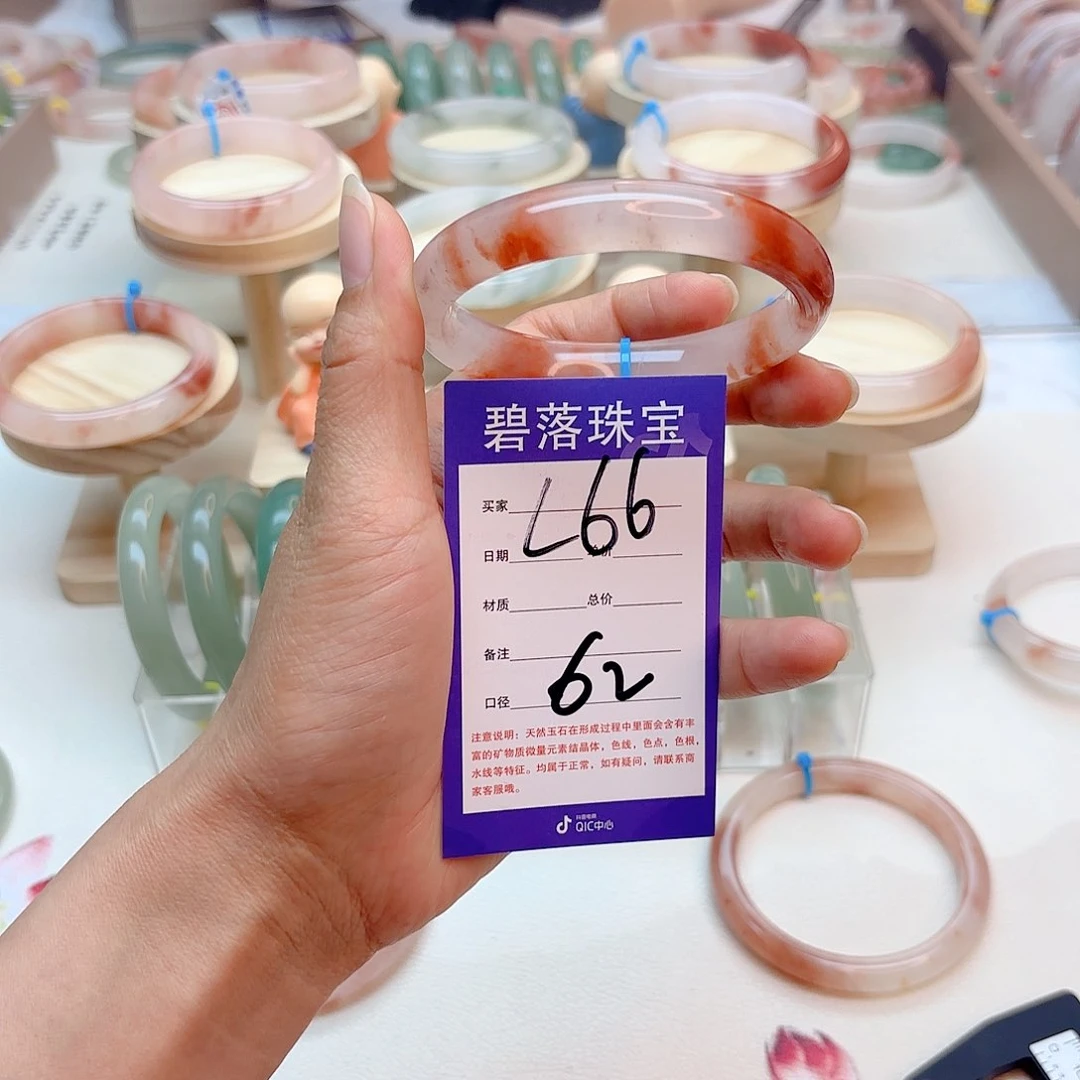 碧落珠宝
买家 L66
日期
材质 总价
备注
口径 62
注意说明：天然玉石在形成过程中里面会含有丰
富的矿物质微量元素结晶体，色线，色点，色根，
水线等特征。均属于正常，如有疑问，请联系商
家客服哦。
抖音电商
QIC中心